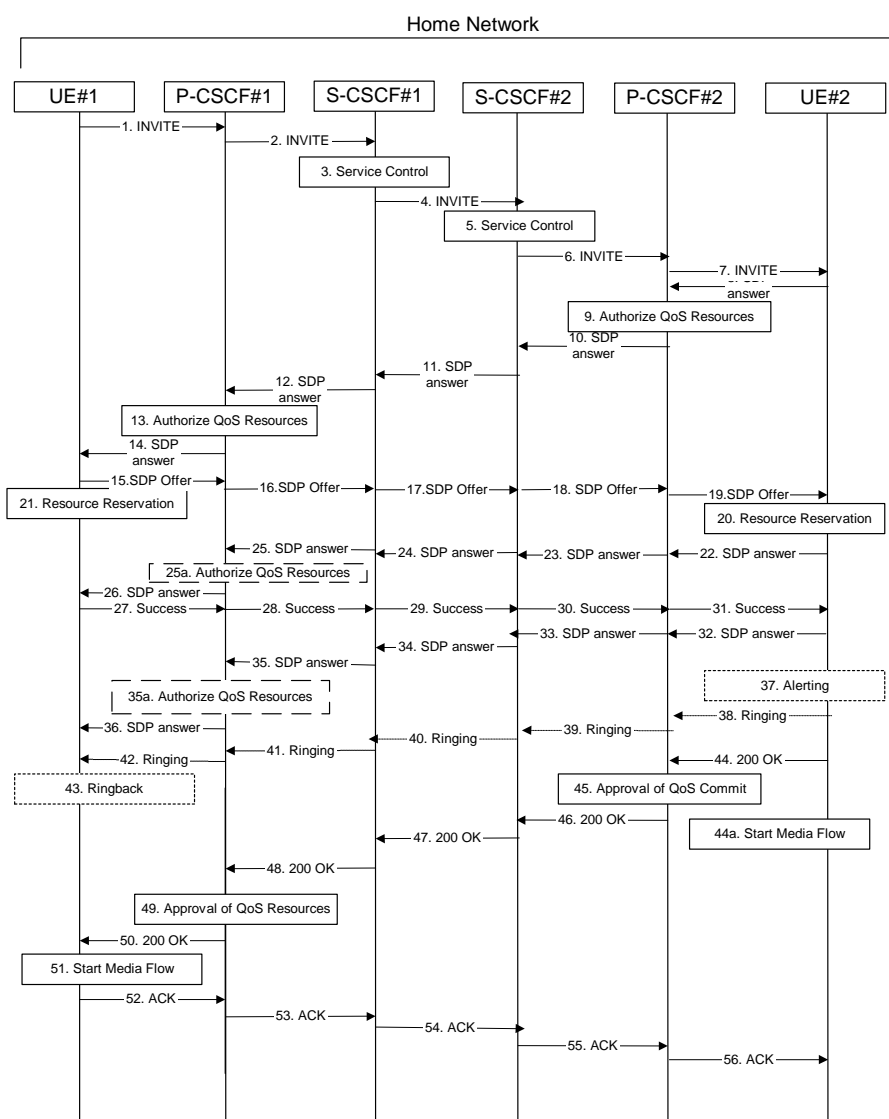 Home Network
UE#1
P-CSCF#1
S-CSCF#1
S-CSCF#2
P-CSCF#2
UE#2
1. INVITE
2. INVITE
3. Service Control
4. INVITE
5. Service Control
6. INVITE
7. INVITE
SDP
answer
9. Authorize QoS Resources
10. SDP
answer
11. SDP
answer
12. SDP
answer
13. Authorize QoS Resources
14. SDP
answer
15.SDP Offer
16.SDP Offer
17.SDP Offer
18. SDP Offer
19.SDP Offer
21. Resource Reservation
20. Resource Reservation
25. SDP answer
24. SDP answer
23. SDP answer
22. SDP answer
25a. Authorize QoS Resources
26. SDP answer
27. Success
28. Success
29. Success
30. Success
31. Success
33. SDP answer
32. SDP answer
34. SDP answer
35. SDP answer
35a. Authorize QoS Resources
37. Alerting
36. SDP answer
38. Ringing
39. Ringing
40. Ringing
41. Ringing
42. Ringing
44. 200 OK
43. Ringback
45. Approval of QoS Commit
46. 200 OK
44a. Start Media Flow
47. 200 OK
48. 200 OK
49. Approval of QoS Resources
50. 200 OK
51. Start Media Flow
52. ACK
53. ACK
54. ACK
55. ACK
56. ACK